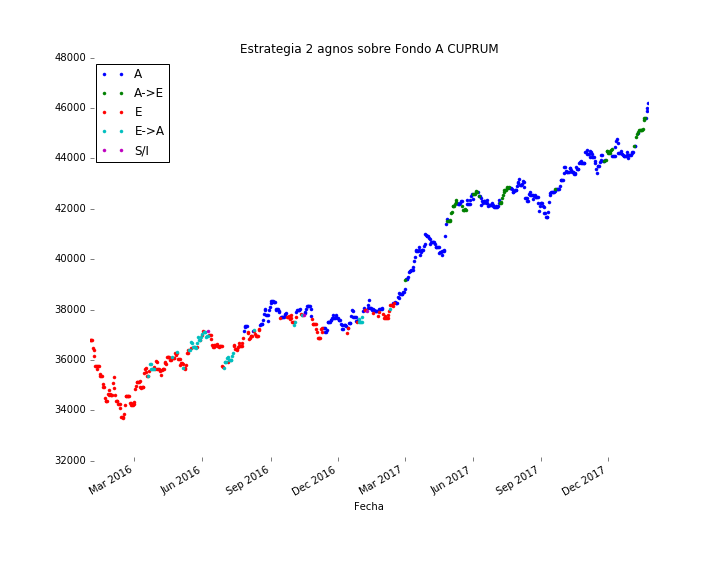 Estrategia 2 agnos sobre Fondo A CUPRUM
48000
46000
44000
42000
40000
38000
36000
34000
32000
A
A->E
E
E->A
S/I
Mar 2016
Jun 2016
Sep 2016
Dec 2016
Mar 2017
Jun 2017
Sep 2017
Dec 2017
Fecha